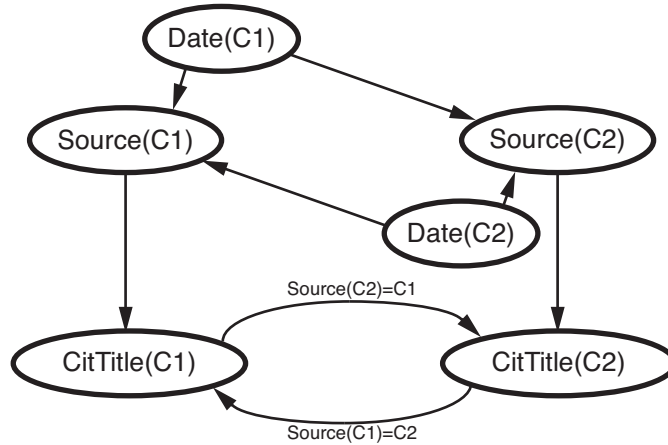 Date(C1)
Source(C1)
Source(C2)
Date(C2)
Source(C2)=C1
CitTitle(C1)
CitTitle(C2)
Source(C1)=C2